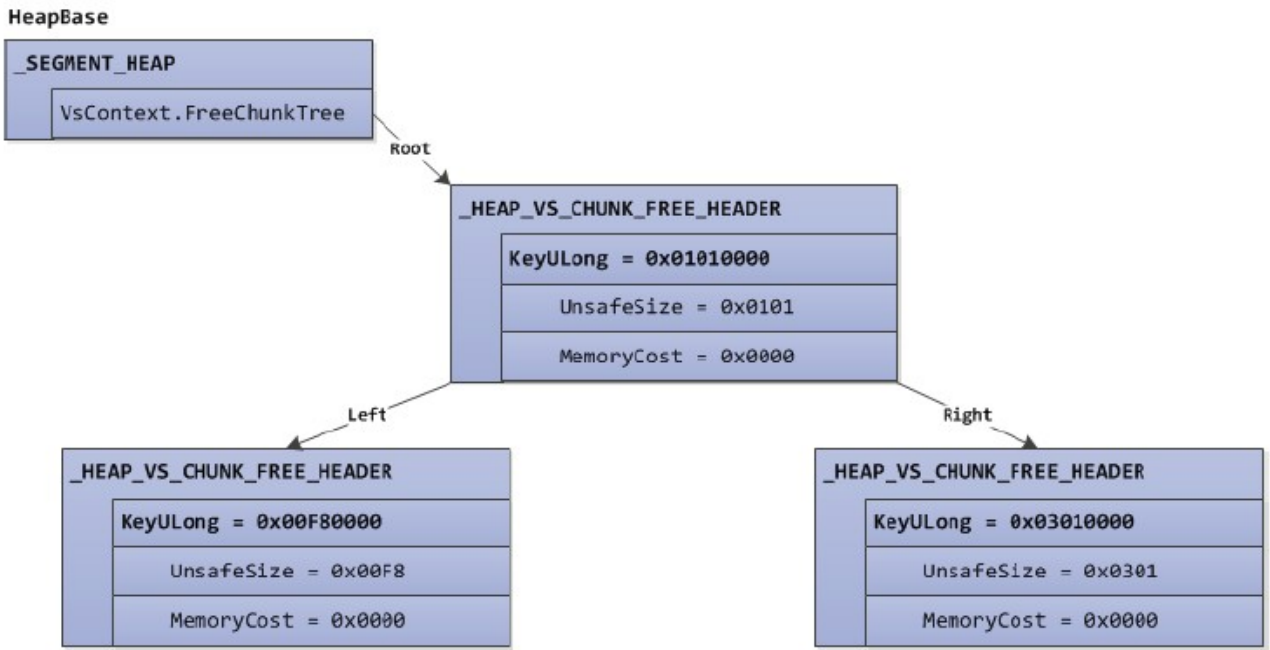 HeapBase
_SEGMENT_HEAP
VsContext.FreeChunkTree
Root
_HEAP_VS_CHUNK_FREE_HEADER
KeyULong = 0x01010000
UnsafeSize = 0x0101
MemoryCost = 0x0000
Left
Right
_HEAP_VS_CHUNK_FREE_HEADER
KeyULong = 0x00F80000
UnsafeSize = 0x00F8
MemoryCost = 0x0000
_HEAP_VS_CHUNK_FREE_HEADER
KeyULong = 0x03010000
UnsafeSize = 0x0301
MemoryCost = 0x0000